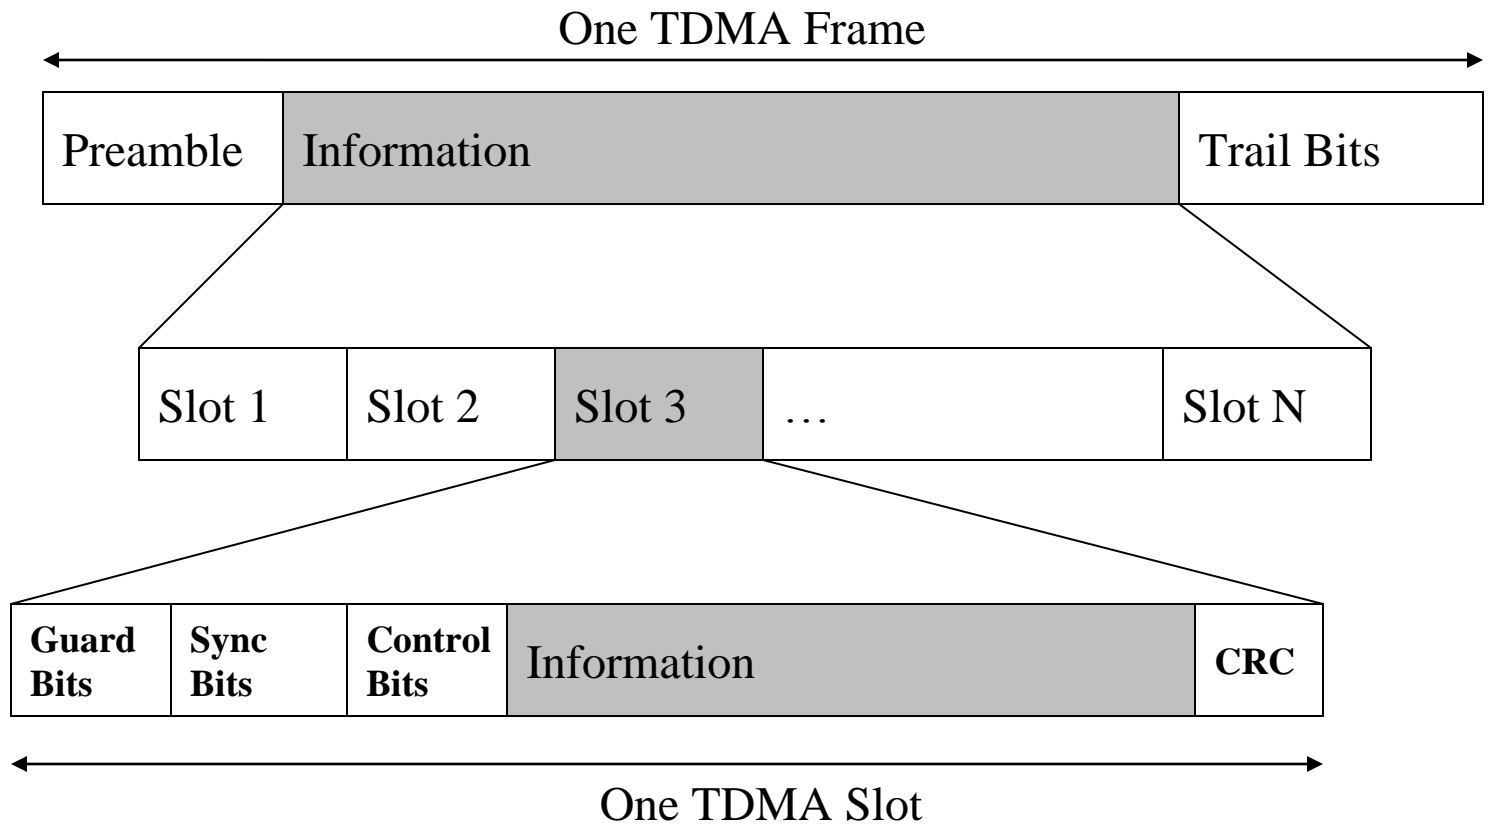 One TDMA Frame
Preamble
Information
Trail Bits
Slot 1
Slot 2
Slot 3
...
Slot N
Guard
Bits
Sync
Bits
Control
Bits
Information
CRC
One TDMA Slot